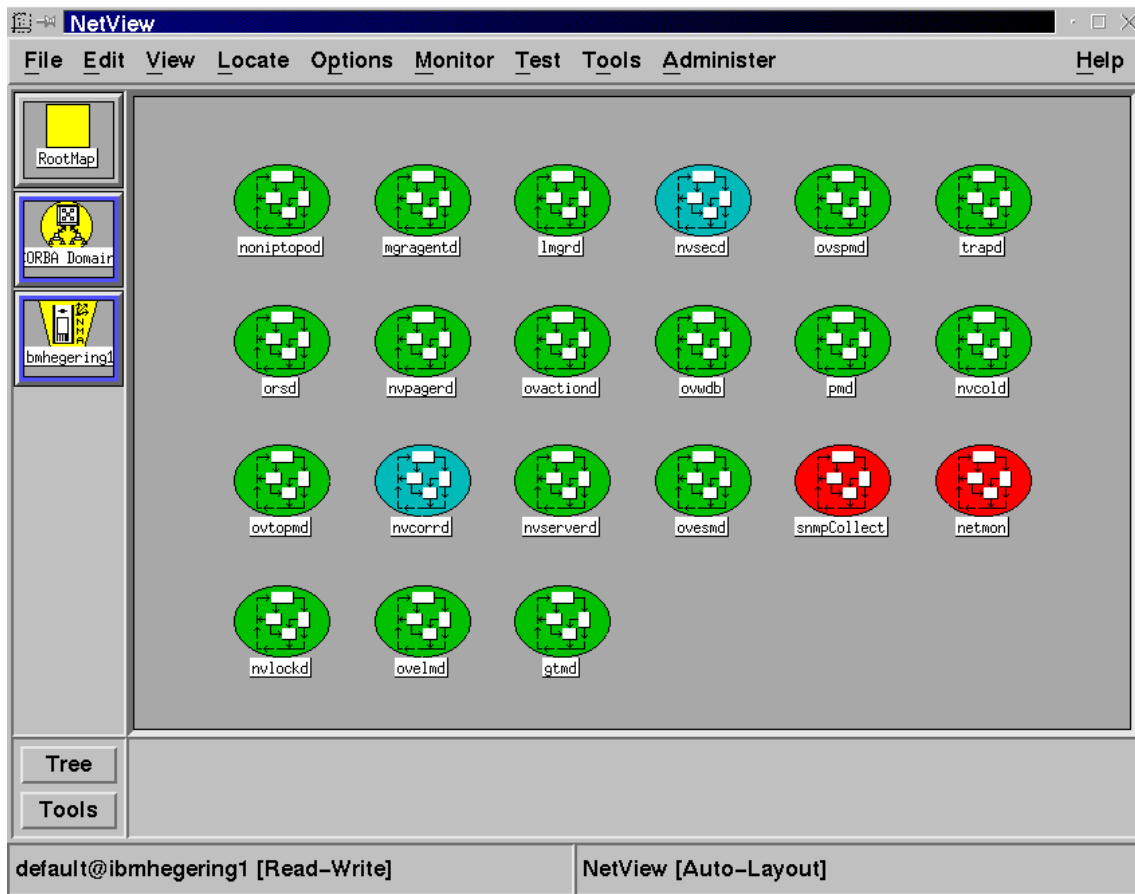 NetView
File Edit View Locate Options Monitor Test Tools Administer Help
RootMap
CORBA Domain
bmhegering1
noniptopod mgragentd lmgrd nvsecd ovspmd trapd
orsd nvpagerd ovactiond ovwdb pmd nvcold
ovtopmd nvcorrd nvserverd ovesmd snmpCollect netmon
nvlockd ovelmd gtmd
Tree
Tools
default@ibmhegering1 [Read-Write]
NetView [Auto-Layout]